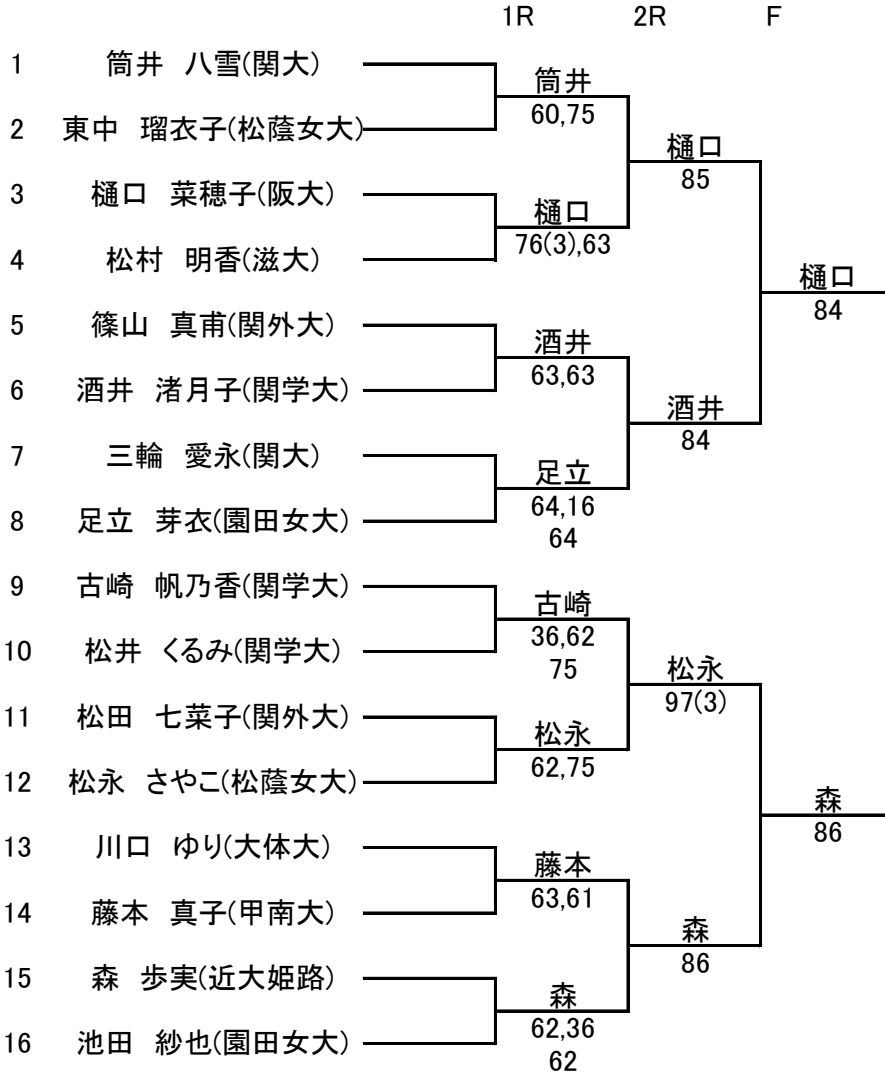 1R 2R F
1 筒井 八雪(関大)
筒井
60,75
2 東中 瑠衣子(松蔭女大)
樋口
85
3 樋口 菜穂子(阪大)
樋口
76(3),63
4 松村 明香(滋大)
樋口
84
5 篠山 真甫(関外大)
酒井
63,63
6 酒井 渚月子(関学大)
酒井
84
7 三輪 愛永(関大)
足立
64,16
64
8 足立 芽衣(園田女大)
9 古崎 帆乃香(関学大)
古崎
36,62
75
10 松井 くるみ(関学大)
松永
97(3)
11 松田 七菜子(関外大)
松永
62,75
12 松永 さやこ(松蔭女大)
森
86
13 川口 ゆり(大体大)
藤本
63,61
14 藤本 真子(甲南大)
森
86
15 森 歩実(近大姫路)
森
62,36
62
16 池田 紗也(園田女大)